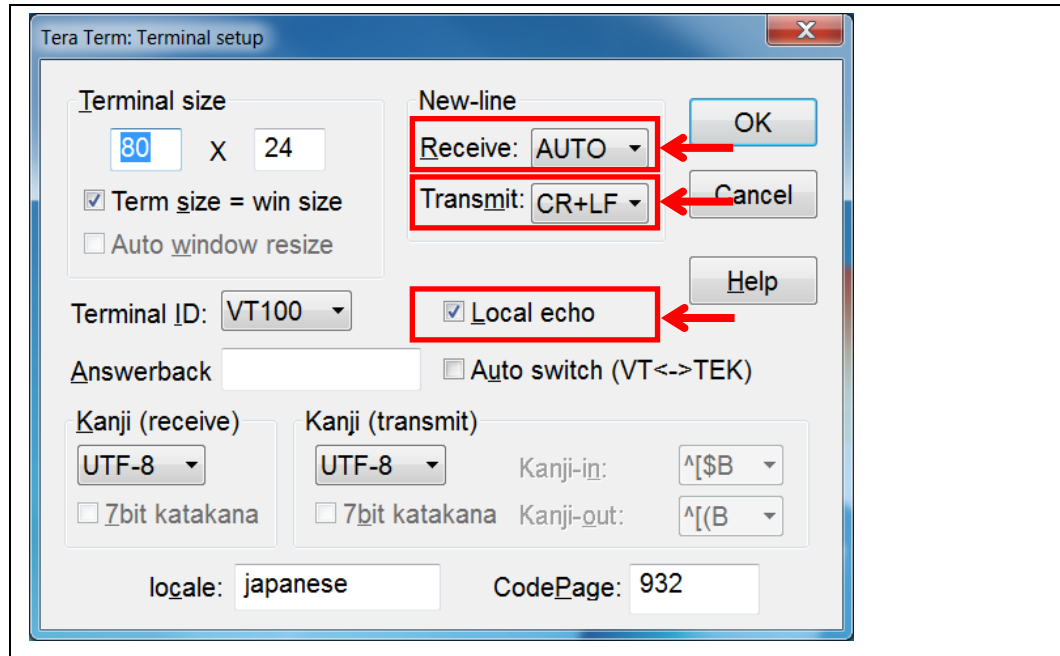 Tera Term: Terminal setup
X
Terminal size
80 X 24
Term size = win size
Auto window resize
New-line
Receive: AUTO
Transmit: CR+LF
OK
Cancel
Help
Terminal ID: VT100
Local echo
Answerback
Auto switch (VT<->TEK)
Kanji (receive)
UTF-8
7bit katakana
Kanji (transmit)
UTF-8
7bit katakana
Kanji-in: ^[$B
Kanji-out: ^[(B
locale: japanese
CodePage: 932